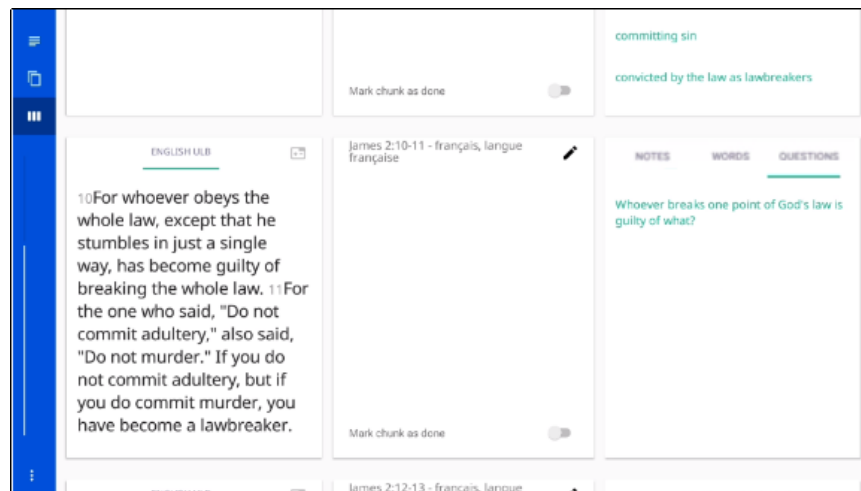 committing sin
convicted by the law as lawbreakers
Mark chunk as done
ENGLISH ULB
10For whoever obeys the
whole law, except that he
stumbles in just a single
way, has become guilty of
breaking the whole law. 11For
the one who said, "Do not
commit adultery," also said,
"Do not murder." If you do
not commit adultery, but if
you do commit murder, you
have become a lawbreaker.
James 2:10-11 - français, langue
française
Mark chunk as done
NOTES WORDS QUESTIONS
Whoever breaks one point of God's law is
guilty of what?
ENGLISH ULB
James 2:12-13 - français, langue